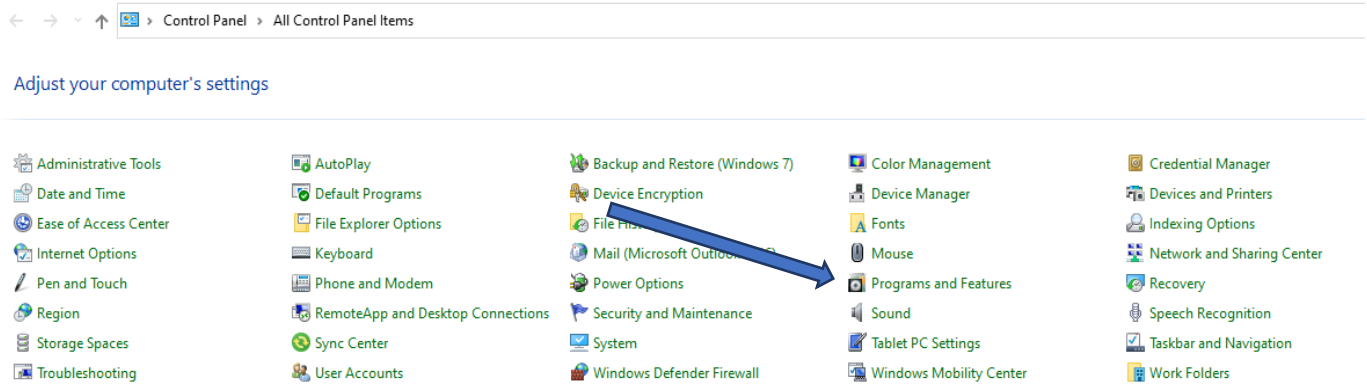 Control Panel > All Control Panel Items
Adjust your computer's settings
Administrative Tools AutoPlay Backup and Restore (Windows 7) Color Management Credential Manager
Date and Time Default Programs Device Encryption Device Manager Devices and Printers
Ease of Access Center File Explorer Options File Fonts Indexing Options
Internet Options Keyboard Mail (Microsoft Mouse Network and Sharing Center
Pen and Touch Phone and Modem Power Options Programs and Features Recovery
Region RemoteApp and Desktop Connections Security and Maintenance Sound Speech Recognition
Storage Spaces Sync Center System Tablet PC Settings Taskbar and Navigation
Troubleshooting User Accounts Windows Defender Firewall Windows Mobility Center Work Folders